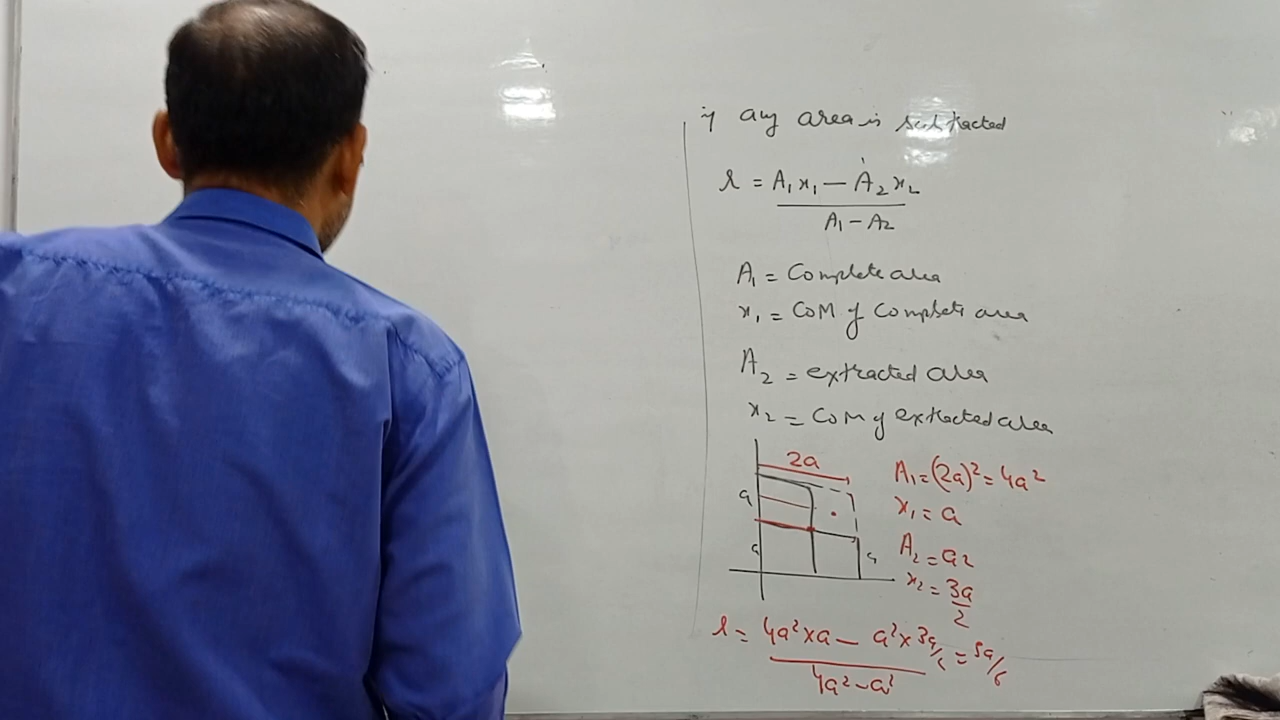 if any area is subtracted
r = A₁x₁ — A₂x₂
A₁ – A₂
A₁ = Complete area
x₁ = CoM of Complete area
A₂ = extracted area
x₂ = CoM of extracted area
2a
A₁ = (2a)² = 4a²
a
x₁ = a
a
a
A₂ = a²
x₂ = 3a/2
r = 4a² x a — a² x 3a/2 = 5a/6
4a² – a²